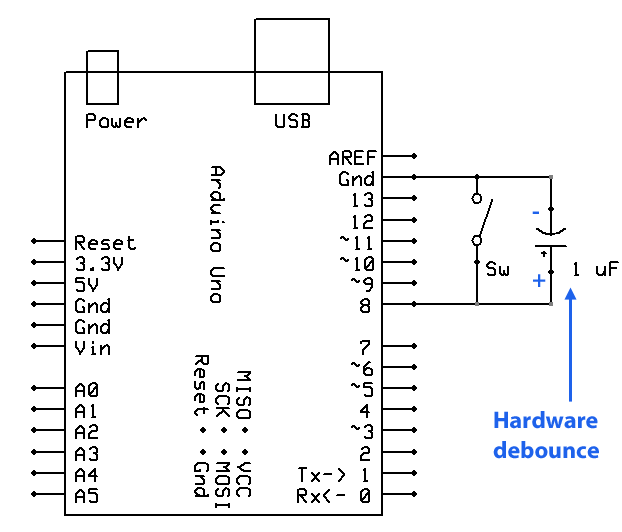 Power
USB
Arduino Uno
AREF
Gnd
13
12
~11
~10
~9
8
7
~6
~5
4
~3
2
Tx-> 1
Rx<- 0
Reset
3.3V
5V
Gnd
Gnd
Vin
A0
A1
A2
A3
A4
A5
MISO VCC
SCK MOSI
Reset Gnd
Sw
-
+
+
1 uF
Hardware
debounce